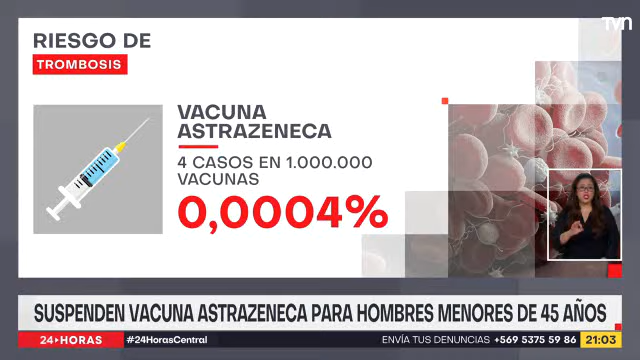 TVN
RIESGO DE
TROMBOSIS
VACUNA
ASTRAZENECA
4 CASOS EN 1.000.000
VACUNAS
0,0004%
SUSPENDEN VACUNA ASTRAZENECA PARA HOMBRES MENORES DE 45 AÑOS
24 HORAS #24HorasCentral ENVÍA TUS DENUNCIAS +569 5375 59 86 21:03